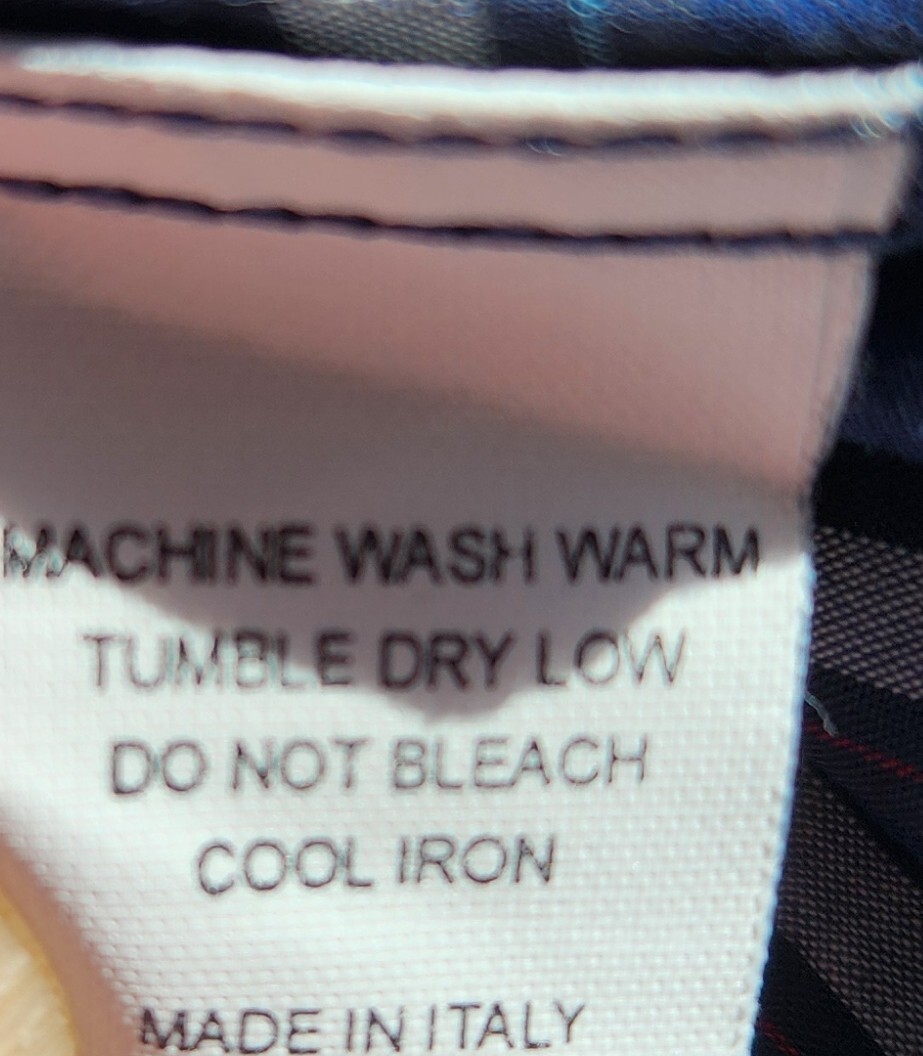 MACHINE WASH WARM
TUMBLE DRY LOW
DO NOT BLEACH
COOL IRON
MADE IN ITALY